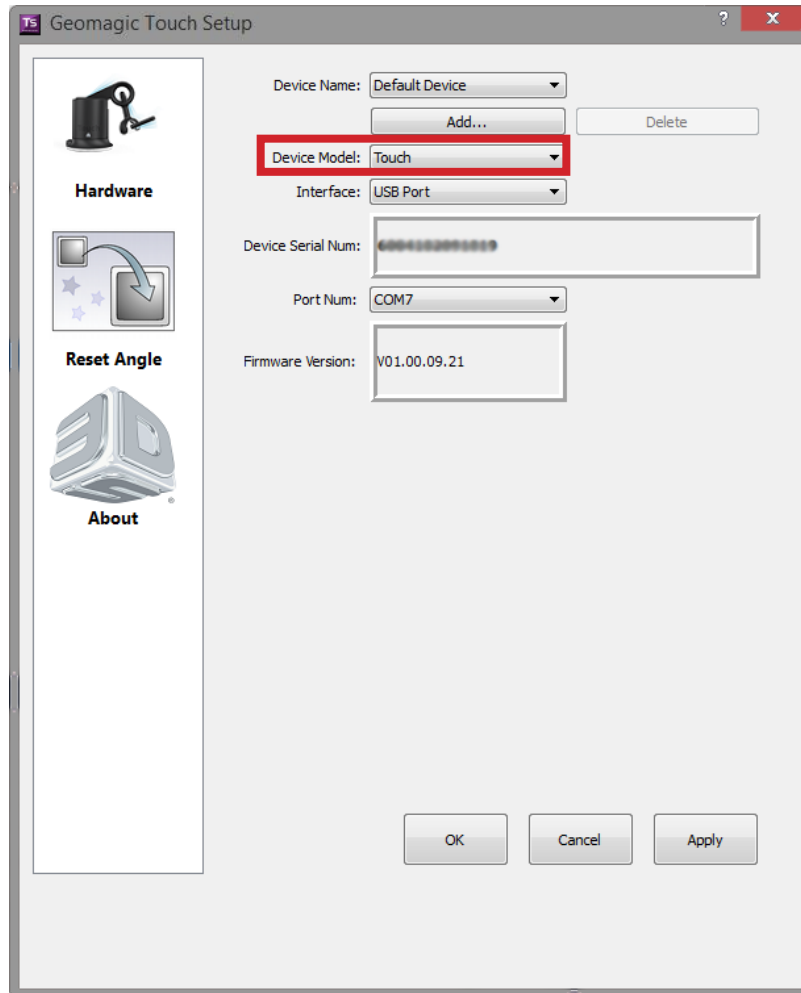 Geomagic Touch Setup
Hardware
Reset Angle
About
Device Name: Default Device
Add... Delete
Device Model: Touch
Interface: USB Port
Device Serial Num:
Port Num: COM7
Firmware Version: V01.00.09.21
OK Cancel Apply